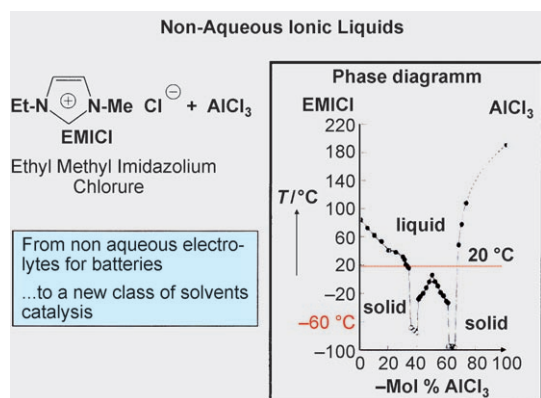 Non-Aqueous Ionic Liquids
Et-N ⊕ N-Me Cl⊖ + AlCl3
EMICl
Ethyl Methyl Imidazolium
Chlorure
From non aqueous electro-
lytes for batteries
...to a new class of solvents
catalysis
Phase diagramm
EMICl
AlCl3
220
180
140
100
60
20
–20
–60 °C
–100
T/°C
liquid
20 °C
solid
solid
0 20 40 60 80 100
–Mol % AlCl3